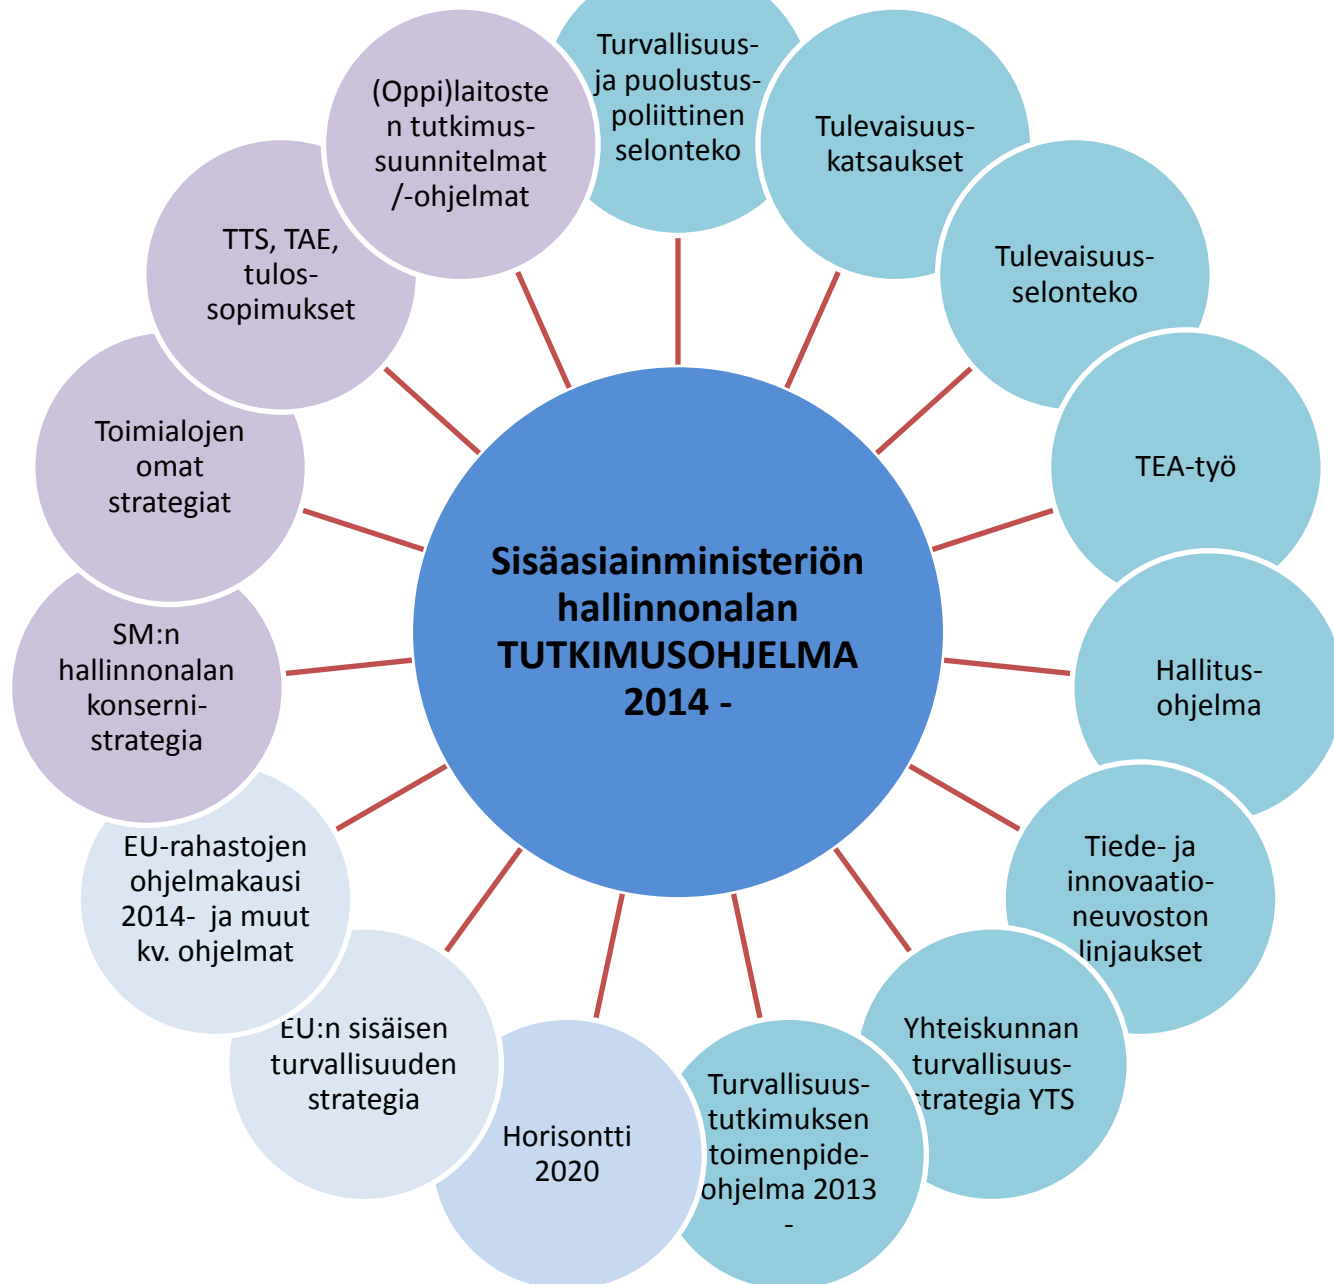 Turvallisuus-
ja puolustus-
poliittinen
selonteko
Tulevaisuus-
katsaukset
Tulevaisuus-
selonteko
TEA-työ
Hallitus-
ohjelma
Tiede- ja
innovaatio-
neuvoston
linjaukset
Yhteiskunnan
turvallisuus-
strategia YTS
Turvallisuus-
tutkimuksen
toimenpide-
ohjelma 2013
-
Horisontti
2020
EU:n sisäisen
turvallisuuden
strategia
EU-rahastojen
ohjelmakausi
2014-  ja muut
kv. ohjelmat
SM:n
hallinnonalan
konserni-
strategia
Toimialojen
omat
strategiat
TTS, TAE,
tulos-
sopimukset
(Oppi)laitoste
n tutkimus-
suunnitelmat
/-ohjelmat
Sisäasiainministeriön
hallinnonalan
TUTKIMUSOHJELMA
2014 -